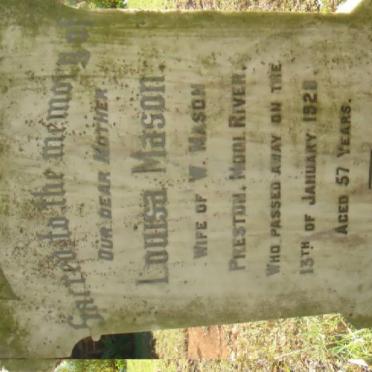 Sacred to the memory of
OUR DEAR MOTHER
Louisa Mason.
WIFE OF W. MASON
PRESTON, MOOI RIVER.
WHO PASSED AWAY ON THE
13TH OF JANUARY 1928
AGED 57 YEARS.